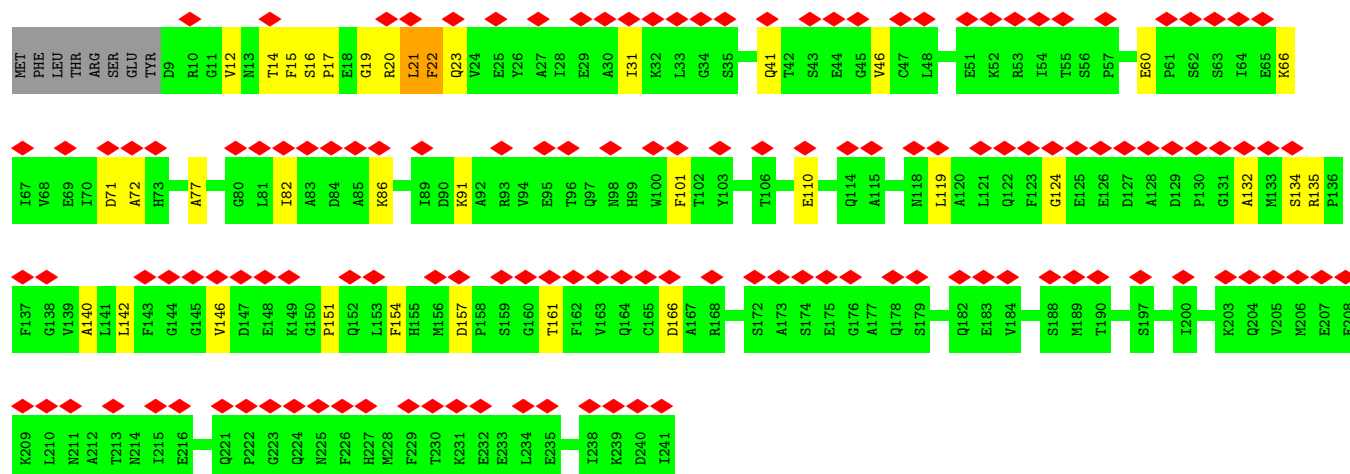 MET PHE LEU THR ARG SER GLU TYR D9 R10 G11 V12 N13 T14 F15 S16 P17 E18 G19 R20 L21 F22 Q23 V24 E25 Y26 A27 I28 E29 A30 I31 K32 L33 G34 S35 Q41 T42 S43 E44 G45 V46 C47 L48 E51 K52 R53 I54 T55 S56 P57 E60 P61 S62 S63 I64 E65 K66
I67 V68 E69 I70 D71 A72 H73 A77 G80 L81 I82 A83 D84 A85 K86 I89 D90 K91 A92 R93 V94 E95 T96 Q97 N98 H99 W100 F101 T102 Y103 T106 E110 Q114 A115 N118 L119 A120 L121 Q122 F123 G124 E125 E126 D127 A128 D129 P130 G131 A132 M133 S134 R135 P136
F137 G138 V139 A140 L141 L142 F143 G144 G145 V146 D147 E148 K149 G150 P151 Q152 L153 F154 H155 M156 D157 P158 S159 G160 T161 F162 V163 Q164 C165 D166 A167 R168 S172 A173 S174 E175 G176 A177 Q178 S179 Q182 E183 V184 S188 M189 T190 S197 I200 K203 Q204 V205 M206 E207 E208
K209 L210 N211 A212 T213 N214 I215 E216 Q221 P222 G223 Q224 N225 F226 H227 M228 F229 T230 K231 E232 E233 L234 E235 I238 K239 D240 I241